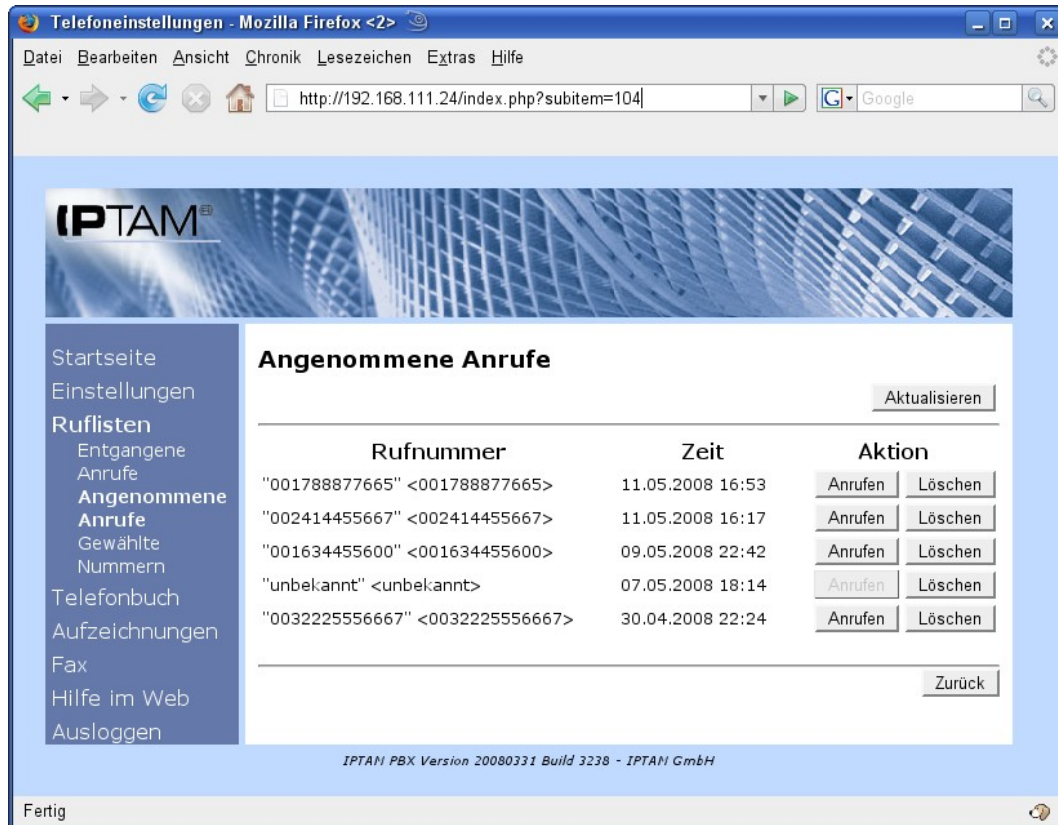 Telefoneinstellungen - Mozilla Firefox <2>
Datei Bearbeiten Ansicht Chronik Lesezeichen Extras Hilfe
http://192.168.111.24/index.php?subitem=104 G Google
IPTAM®
Startseite
Einstellungen
Ruflisten
Entgangene
Anrufe
Angenommene
Anrufe
Gewählte
Nummern
Telefonbuch
Aufzeichnungen
Fax
Hilfe im Web
Ausloggen
Angenommene Anrufe
Aktualisieren
Rufnummer Zeit Aktion
"001788877665" <001788877665> 11.05.2008 16:53 Anrufen Löschen
"002414455667" <002414455667> 11.05.2008 16:17 Anrufen Löschen
"001634455600" <001634455600> 09.05.2008 22:42 Anrufen Löschen
"unbekannt" <unbekannt> 07.05.2008 18:14 Anrufen Löschen
"0032225556667" <0032225556667> 30.04.2008 22:24 Anrufen Löschen
Zurück
IPTAM PBX Version 20080331 Build 3238 - IPTAM GmbH
Fertig